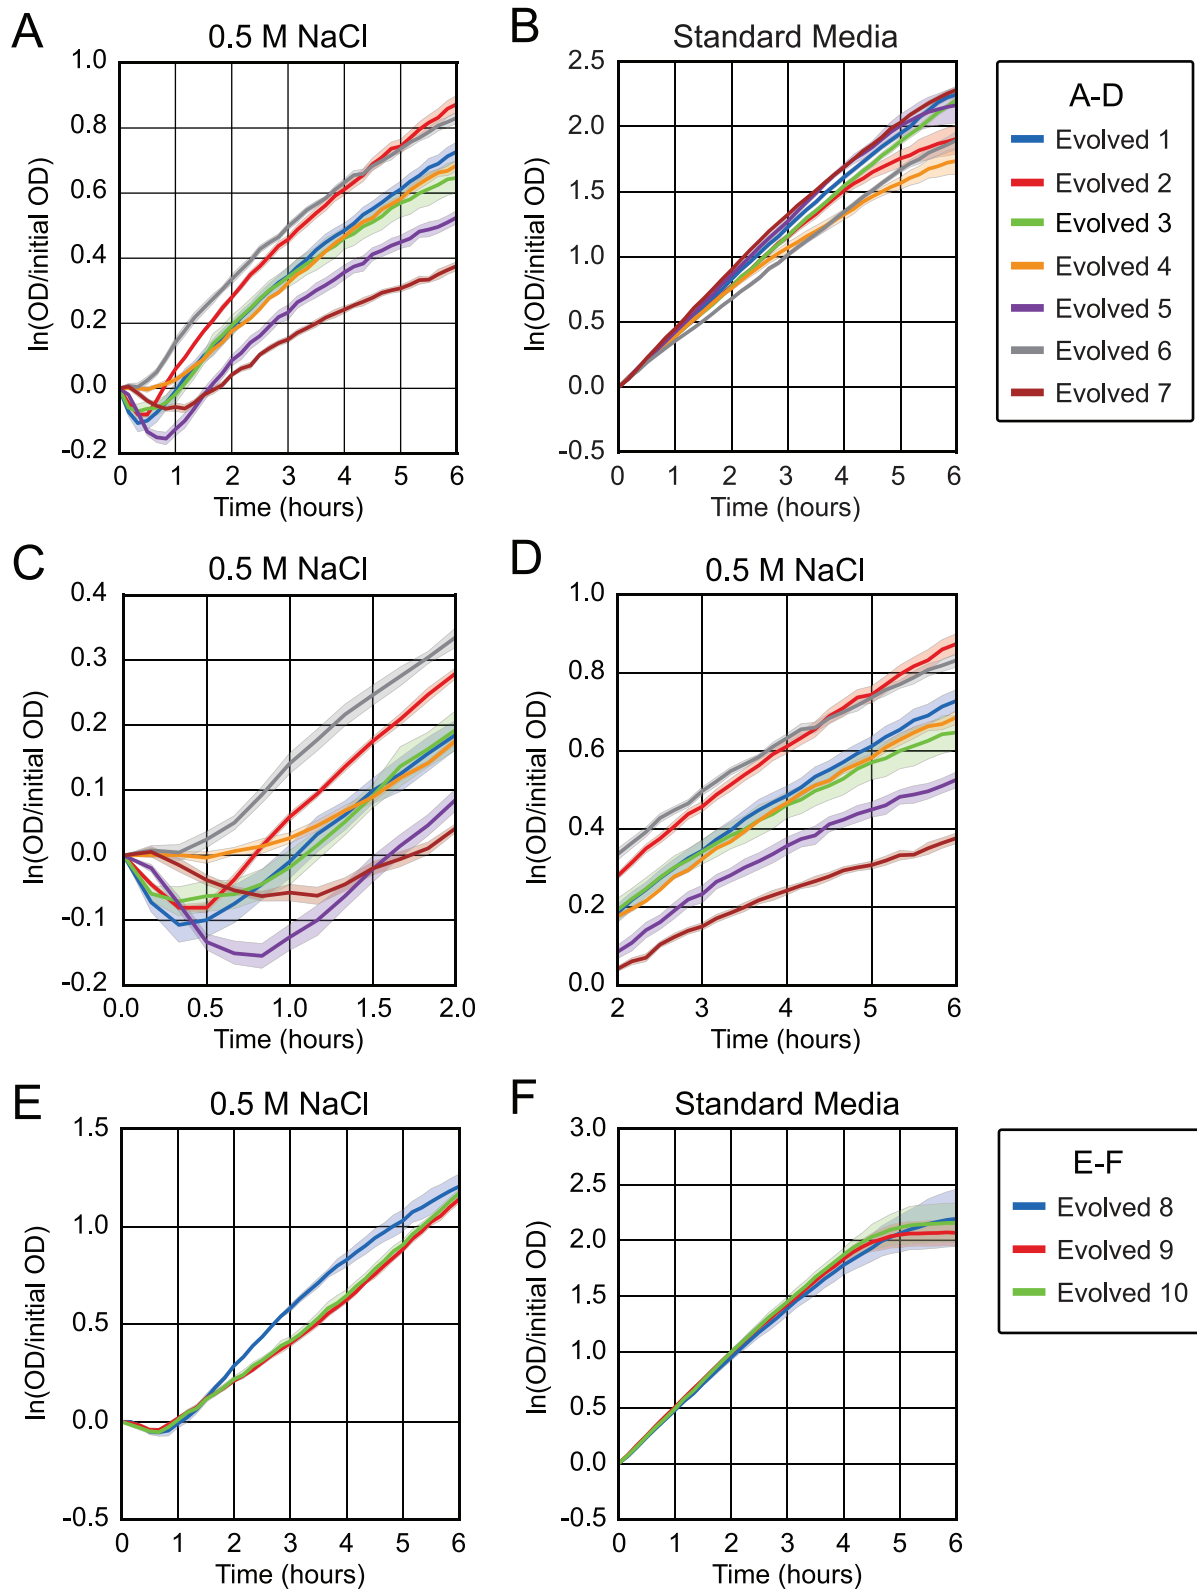 A
0.5 M NaCl
ln(OD/initial OD)
1.0
0.8
0.6
0.4
0.2
0.0
-0.2
0 1 2 3 4 5 6
Time (hours)
B
Standard Media
ln(OD/initial OD)
2.5
2.0
1.5
1.0
0.5
0.0
-0.5
0 1 2 3 4 5 6
Time (hours)
A-D
Evolved 1
Evolved 2
Evolved 3
Evolved 4
Evolved 5
Evolved 6
Evolved 7
C
0.5 M NaCl
ln(OD/initial OD)
0.4
0.3
0.2
0.1
0.0
-0.1
-0.2
0.0 0.5 1.0 1.5 2.0
Time (hours)
D
0.5 M NaCl
ln(OD/initial OD)
1.0
0.8
0.6
0.4
0.2
0.0
2 3 4 5 6
Time (hours)
E
0.5 M NaCl
ln(OD/initial OD)
1.5
1.0
0.5
0.0
-0.5
0 1 2 3 4 5 6
Time (hours)
F
Standard Media
ln(OD/initial OD)
3.0
2.5
2.0
1.5
1.0
0.5
0.0
-0.5
0 1 2 3 4 5 6
Time (hours)
E-F
Evolved 8
Evolved 9
Evolved 10